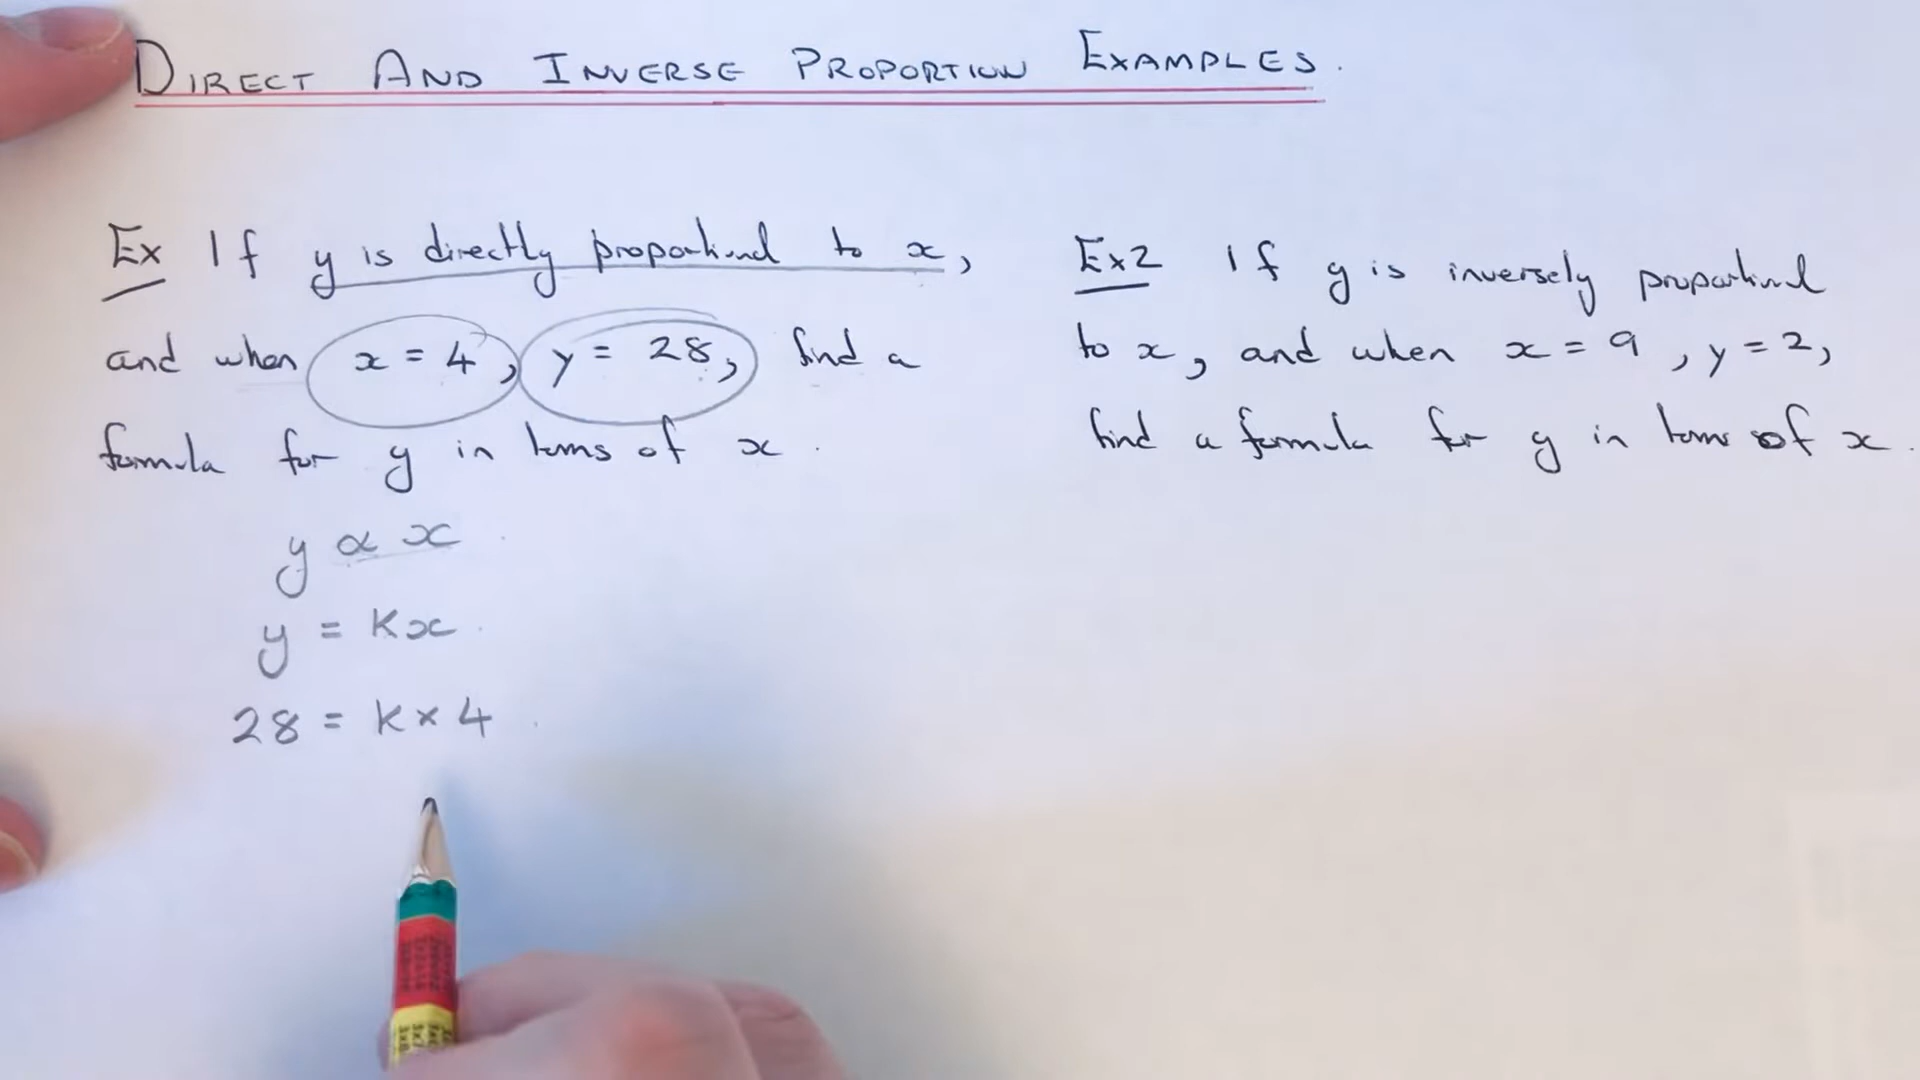 DIRECT AND INVERSE PROPORTION EXAMPLES.
Ex If y is directly proportional to x,
and when x = 4, y = 28, find a
formula for y in terms of x.
y ∝ x
y = kx
28 = k × 4
Ex2 If y is inversely proportional
to x, and when x = 9, y = 2,
find a formula for y in terms of x.